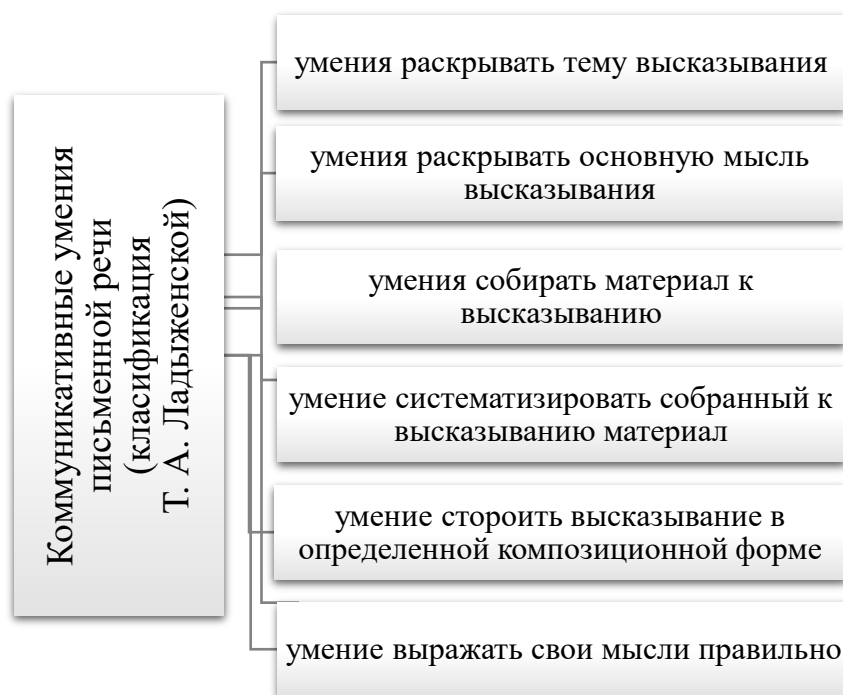 Коммуникативные умения
письменной речи
(класификация
Т. А. Ладыженской)
умения раскрывать тему высказывания
умения раскрывать основную мысль
высказывания
умения собирать материал к
высказыванию
умение систематизировать собранный к
высказыванию материал
умение стороить высказывание в
определенной композиционной форме
умение выражать свои мысли правильно